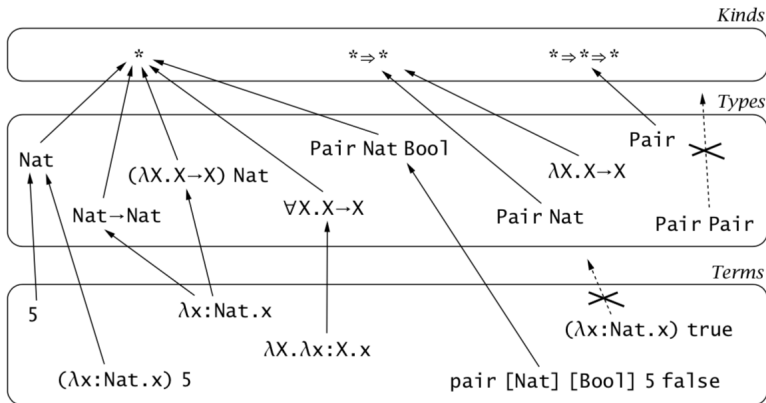 Kinds
* *⇒* *⇒*⇒*
Types
Nat
(λX.X→X) Nat
Nat→Nat
∀X.X→X
Pair Nat Bool
Pair
λX.X→X
Pair Nat
Pair Pair
Terms
5
λx:Nat.x
(λx:Nat.x) true
λX.λx:X.x
(λx:Nat.x) 5
pair [Nat] [Bool] 5 false